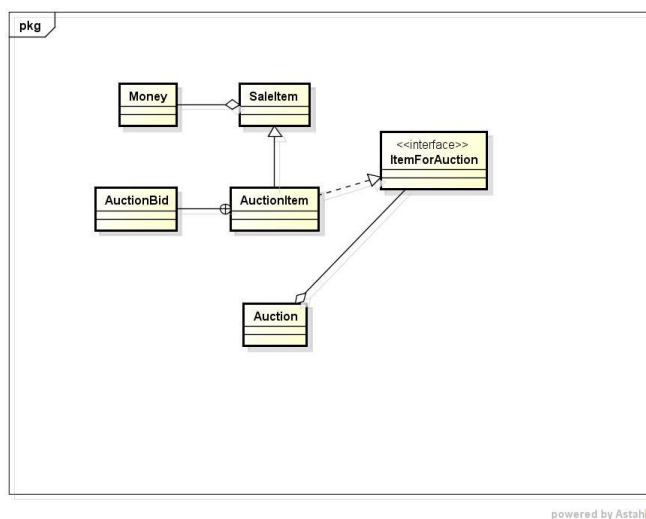 pkg
Money
SaleItem
<<interface>>
ItemForAuction
AuctionBid
AuctionItem
Auction
powered by Astah